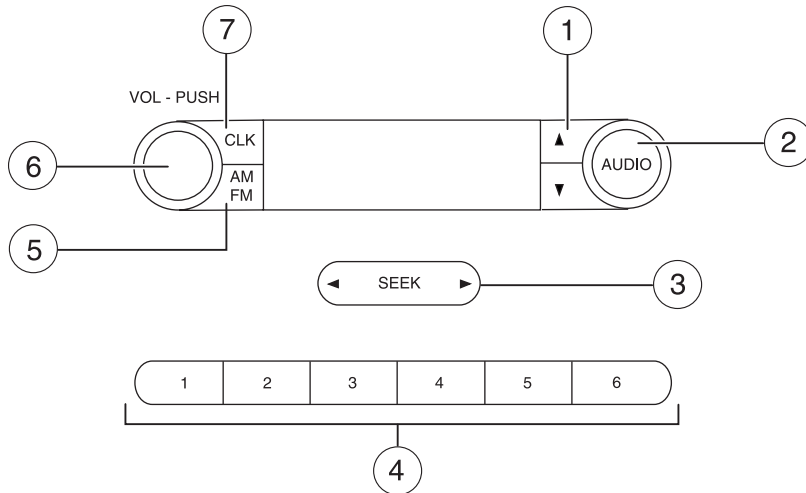 7
1
VOL - PUSH
CLK
▲
2
6
AUDIO
AM
FM
▼
5
◄ SEEK ►
3
1 2 3 4 5 6
4